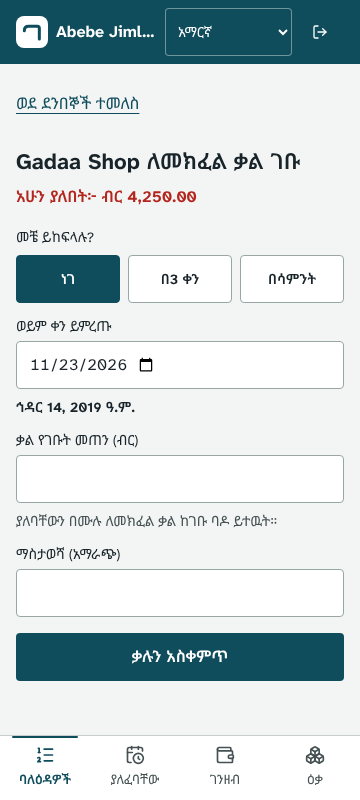 Abebe Jiml...
አማርኛ
ወደ ደንበኞች ተመለስ
Gadaa Shop ለመክፈል ቃል ገቡ
አሁን ያለበት፦ ብር 4,250.00
መቼ ይከፍላሉ?
ነገ
በ3 ቀን
በሳምንት
ወይም ቀን ይምረጡ
11/23/2026
ኅዳር 14, 2019 ዓ.ም.
ቃል የገቡት መጠን (ብር)
ያለባቸውን በሙሉ ለመክፈል ቃል ከገቡ ባዶ ይተዉት።
ማስታወሻ (አማራጭ)
ቃሉን አስቀምጥ
ባለዕዳዎች
ያለፈባቸው
ገንዘብ
ዕቃ